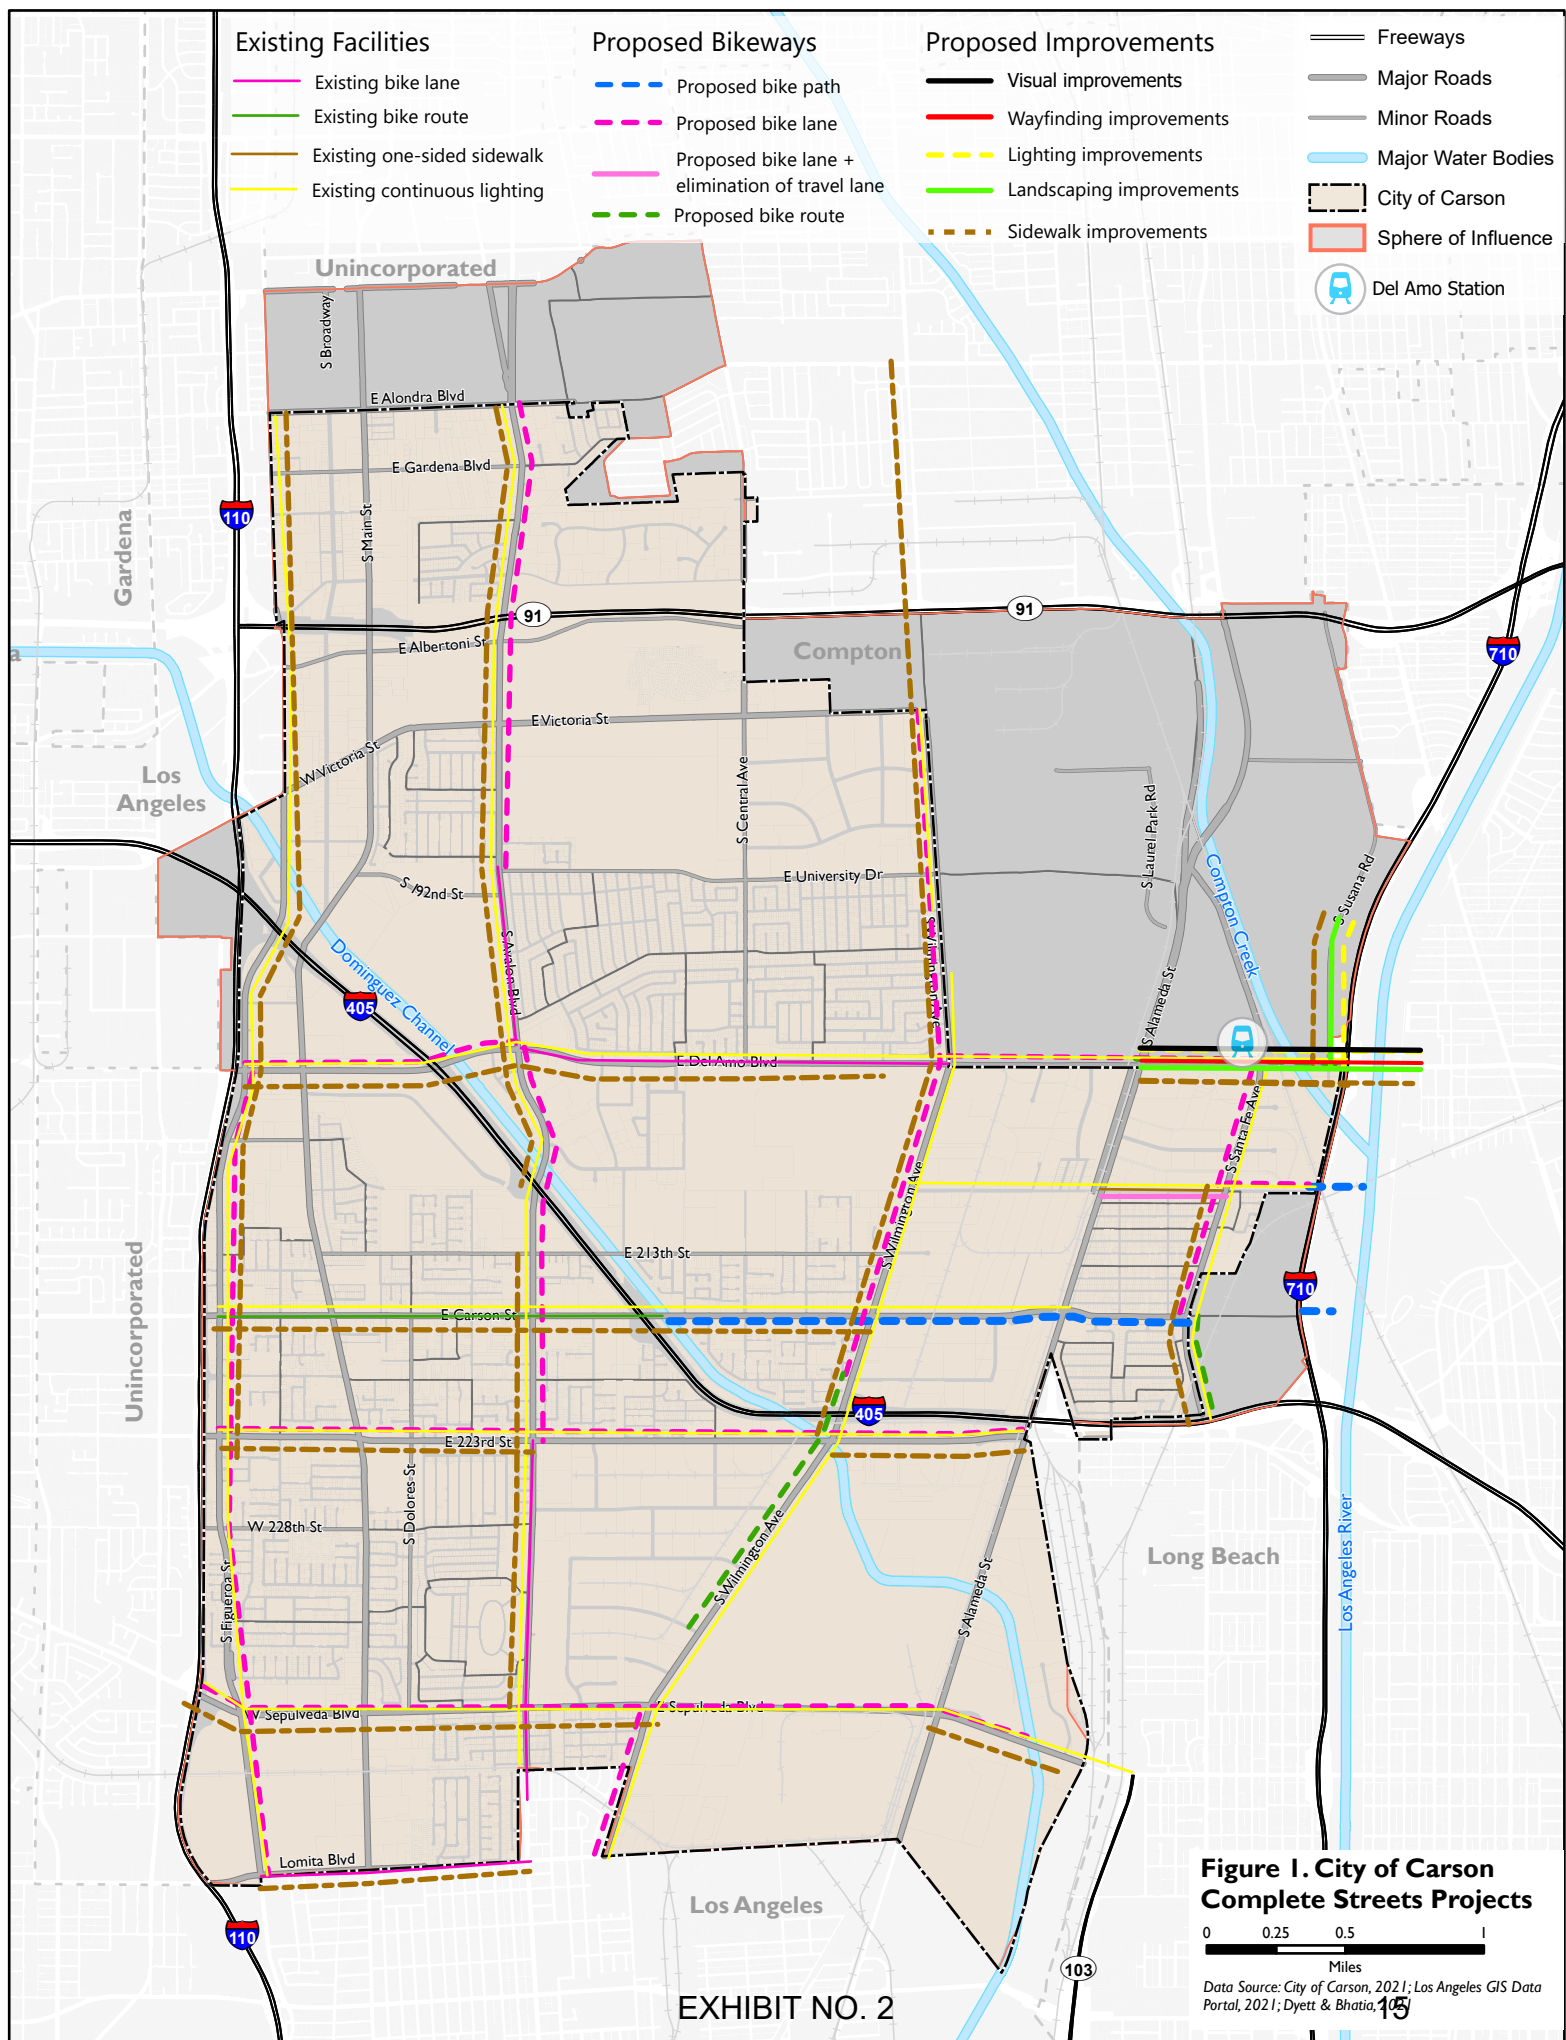 Existing Facilities
Existing bike lane
Existing bike route
Existing one-sided sidewalk
Existing continuous lighting
Proposed Bikeways
Proposed bike path
Proposed bike lane
Proposed bike lane +
elimination of travel lane
Proposed bike route
Proposed Improvements
Visual improvements
Wayfinding improvements
Lighting improvements
Landscaping improvements
Sidewalk improvements
Freeways
Major Roads
Minor Roads
Major Water Bodies
City of Carson
Sphere of Influence
Del Amo Station
Unincorporated
S Broadway
E Alondra Blvd
E Gardena Blvd
110
S Main St
Gardena
91
91
E Albertoni St
Compton
710
a
E Victoria St
W Victoria St
Los
Angeles
S Central Ave
S Laurel Park Rd
E University Dr
S 192nd St
S Susana Rd
Compton Creek
S Avalon Blvd
S Wilmington Ave
Dominguez Channel
405
S Alameda St
E Del Amo Blvd
S Santa Fe Ave
S Wilmington Ave
E 213th St
Unincorporated
710
E Carson St
405
E 223rd St
S Dolores St
W 228th St
S Wilmington Ave
Long Beach
Los Angeles River
S Figueroa St
S Alameda St
W Sepulveda Blvd
E Sepulveda Blvd
Lomita Blvd
Los Angeles
110
103
Figure 1. City of Carson
Complete Streets Projects
0 0.25 0.5 1
Miles
Data Source: City of Carson, 2021; Los Angeles GIS Data
Portal, 2021; Dyett & Bhatia, 2021
EXHIBIT NO. 2
15